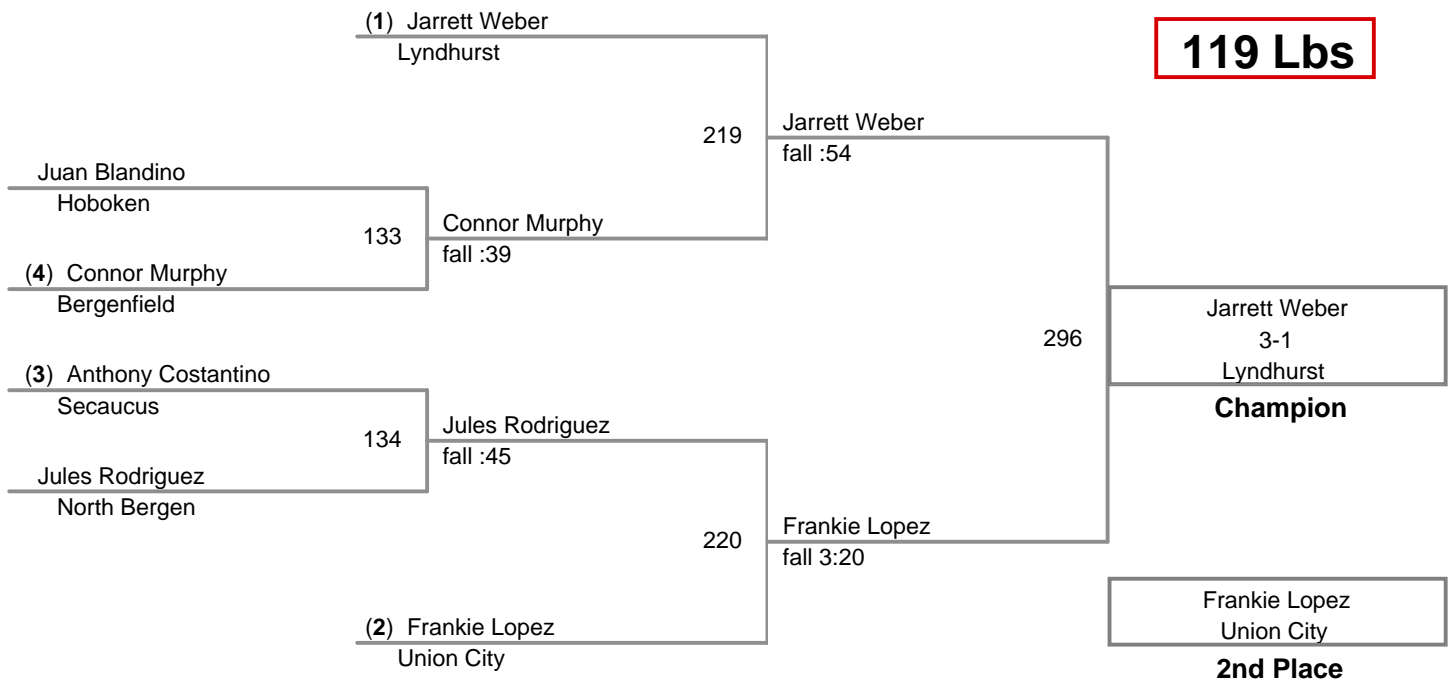 (1) Jarrett Weber
Lyndhurst
119 Lbs
219
Jarrett Weber
fall :54
Juan Blandino
Hoboken
133
Connor Murphy
fall :39
(4) Connor Murphy
Bergenfield
296
Jarrett Weber
3-1
Lyndhurst
Champion
(3) Anthony Costantino
Secaucus
134
Jules Rodriguez
fall :45
Jules Rodriguez
North Bergen
220
Frankie Lopez
fall 3:20
(2) Frankie Lopez
Union City
Frankie Lopez
Union City
2nd Place